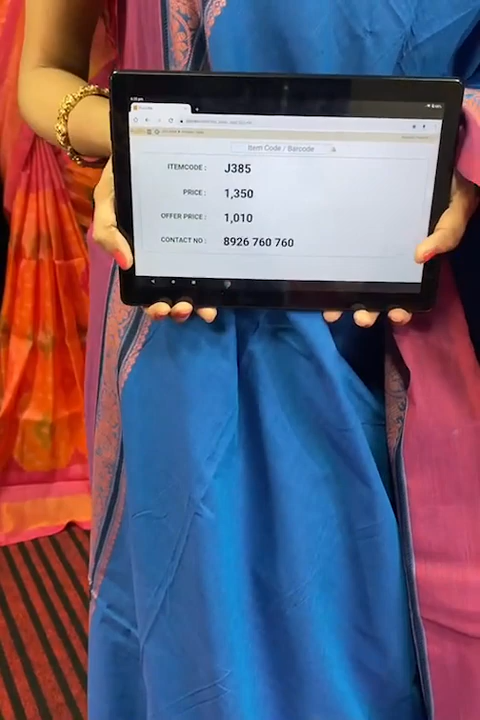 Item Code / Barcode
ITEMCODE : J385
PRICE : 1,350
OFFER PRICE : 1,010
CONTACT NO : 8926 760 760